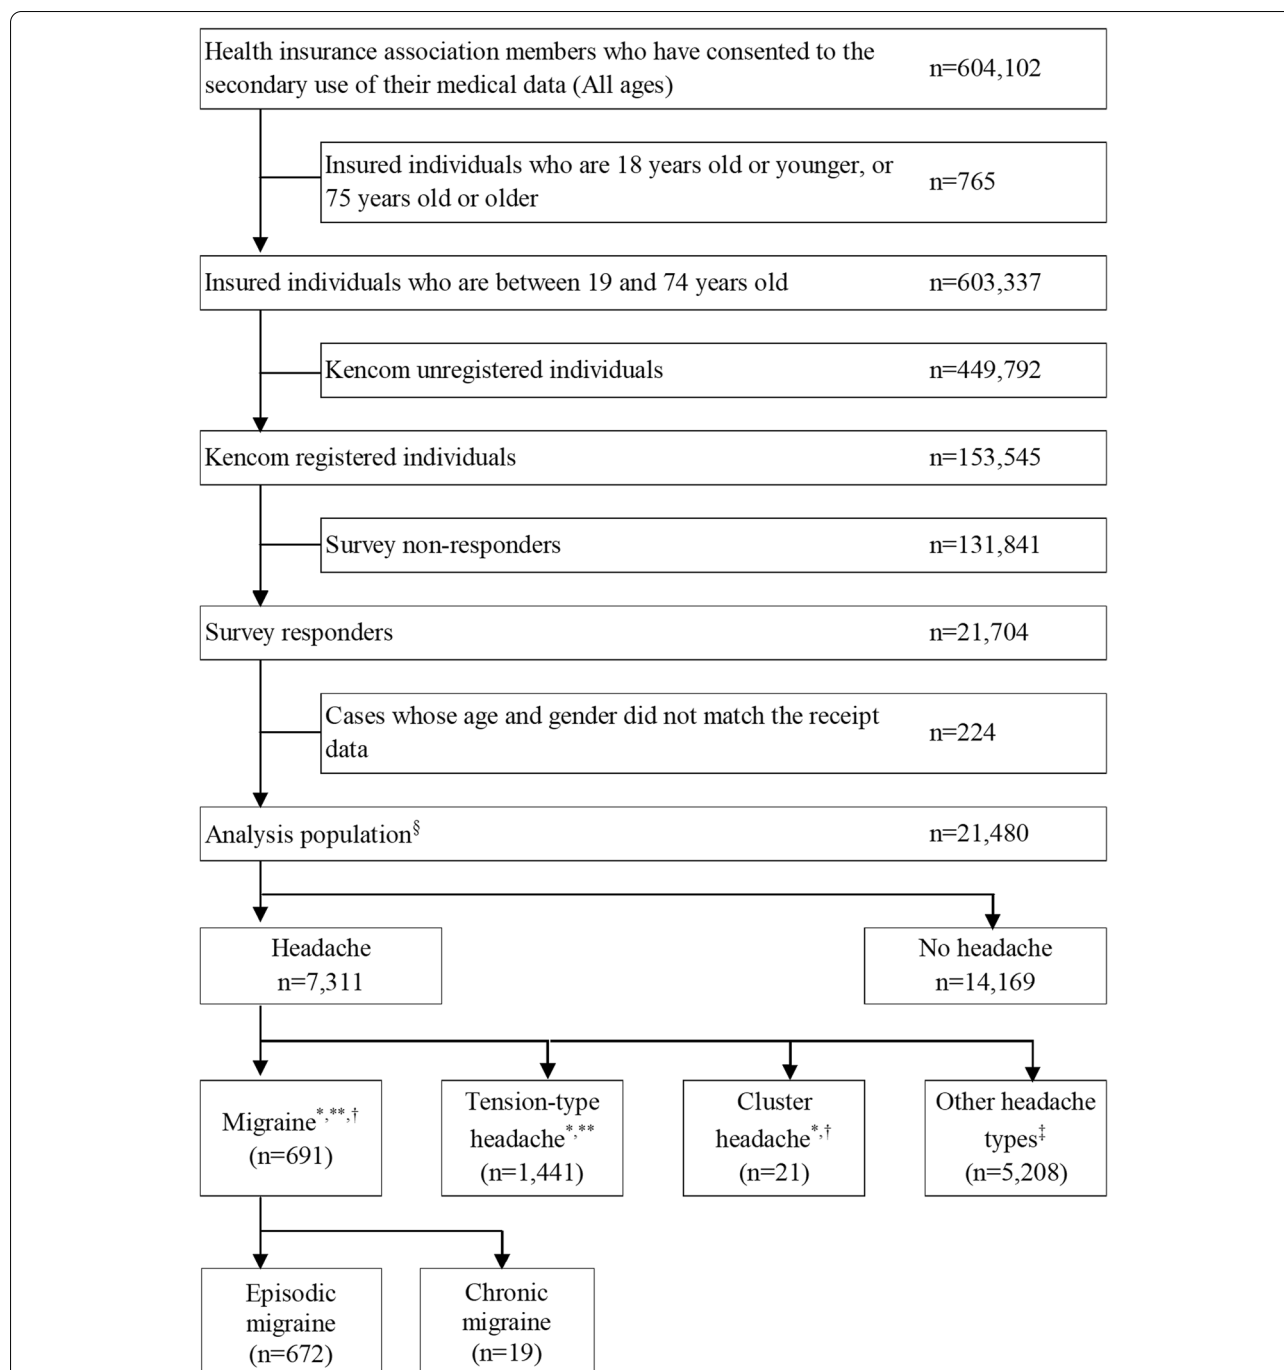 Health insurance association members who have consented to the
secondary use of their medical data (All ages)
n=604,102
Insured individuals who are 18 years old or younger, or
75 years old or older
n=765
Insured individuals who are between 19 and 74 years old
n=603,337
Kencom unregistered individuals
n=449,792
Kencom registered individuals
n=153,545
Survey non-responders
n=131,841
Survey responders
n=21,704
Cases whose age and gender did not match the receipt
data
n=224
Analysis population§
n=21,480
Headache
n=7,311
No headache
n=14,169
Migraine*,**,†
(n=691)
Tension-type
headache*,**
(n=1,441)
Cluster
headache*,†
(n=21)
Other headache
types‡
(n=5,208)
Episodic
migraine
(n=672)
Chronic
migraine
(n=19)